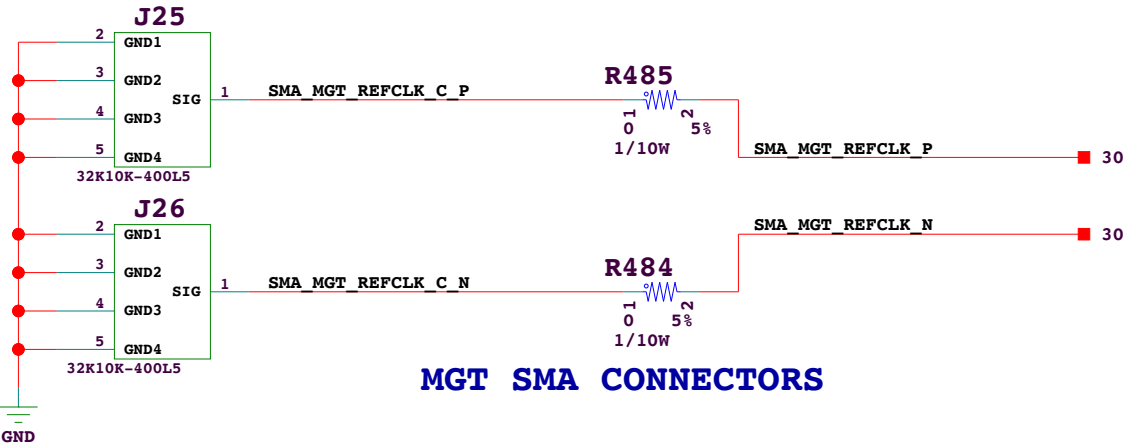 J25
2 GND1
3 GND2
SIG 1
4 GND3
5 GND4
32K10K-400L5
SMA_MGT_REFCLK_C_P
R485
1 2
0 5%
1/10W
SMA_MGT_REFCLK_P
30
J26
2 GND1
3 GND2
SIG 1
4 GND3
5 GND4
32K10K-400L5
SMA_MGT_REFCLK_C_N
R484
1 2
0 5%
1/10W
SMA_MGT_REFCLK_N
30
MGT SMA CONNECTORS
GND